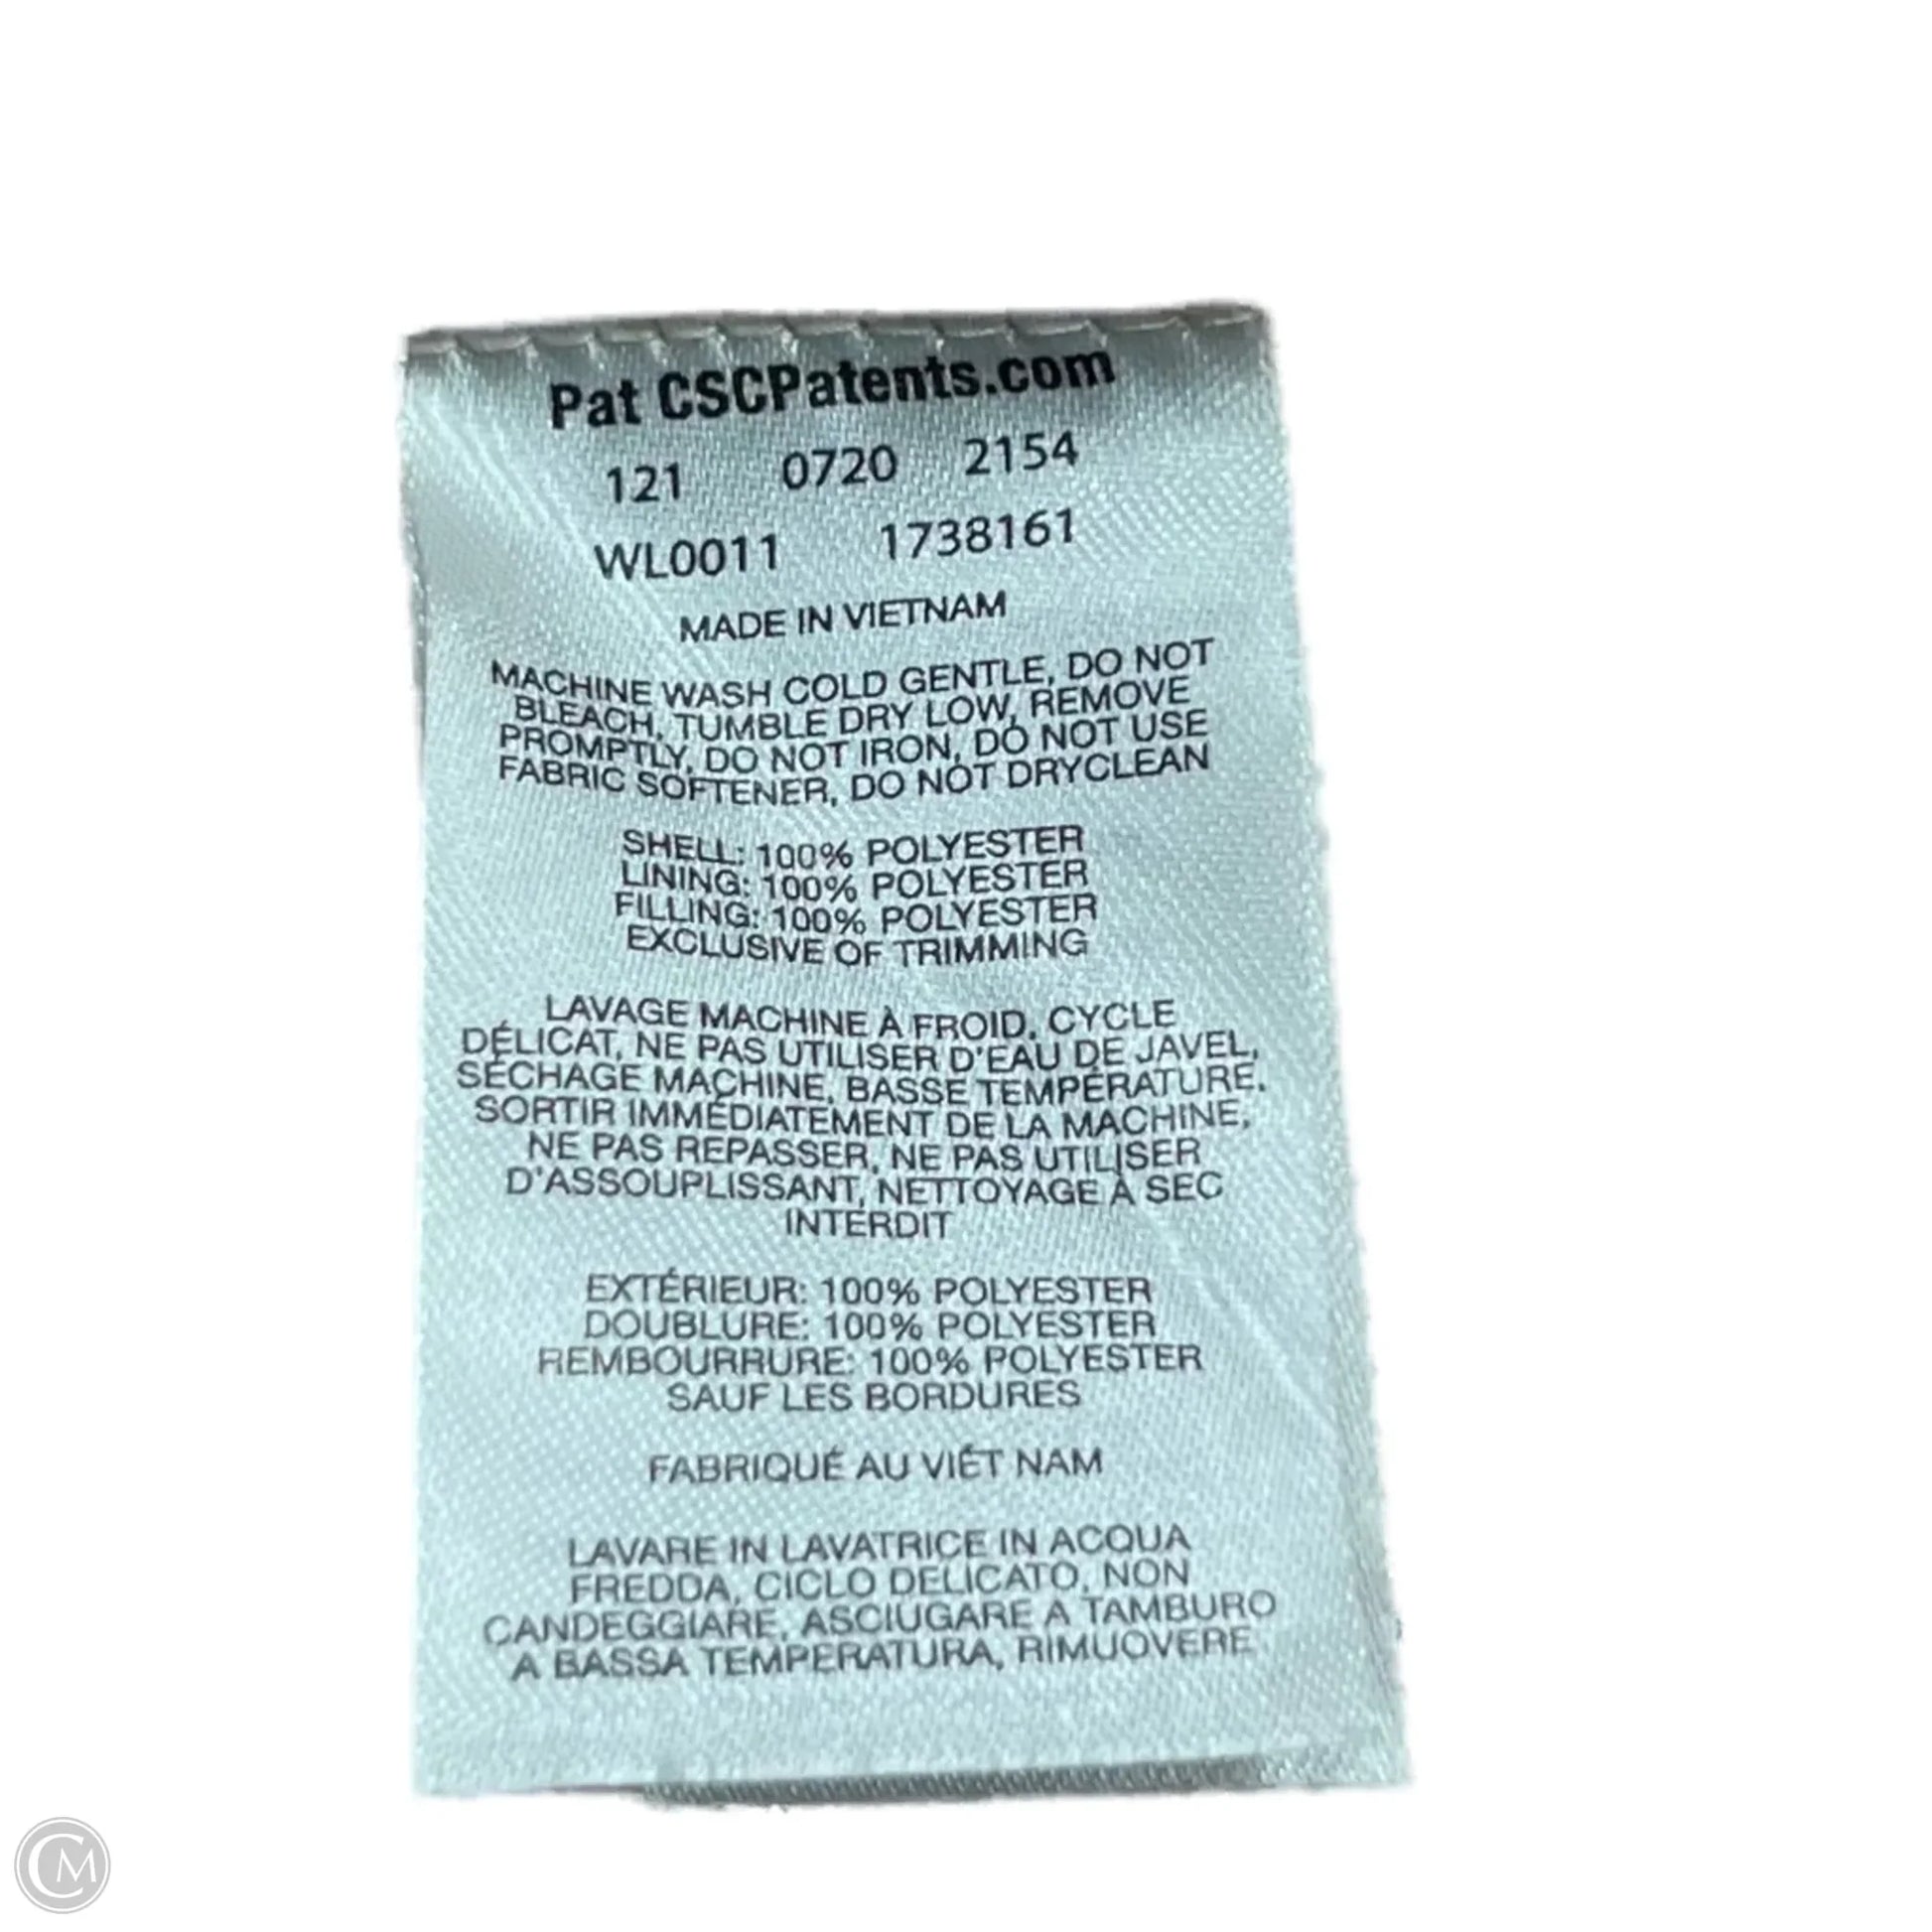 Pat CSCPatents.com
121 0720 2154
WL0011 1738161
MADE IN VIETNAM
MACHINE WASH COLD GENTLE, DO NOT
BLEACH, TUMBLE DRY LOW, REMOVE
PROMPTLY, DO NOT IRON, DO NOT USE
FABRIC SOFTENER, DO NOT DRYCLEAN
SHELL: 100% POLYESTER
LINING: 100% POLYESTER
FILLING: 100% POLYESTER
EXCLUSIVE OF TRIMMING
LAVAGE MACHINE À FROID, CYCLE
DÉLICAT, NE PAS UTILISER D'EAU DE JAVEL,
SÉCHAGE MACHINE, BASSE TEMPÉRATURE,
SORTIR IMMÉDIATEMENT DE LA MACHINE,
NE PAS REPASSER, NE PAS UTILISER
D'ASSOUPLISSANT, NETTOYAGE À SEC
INTERDIT
EXTÉRIEUR: 100% POLYESTER
DOUBLURE: 100% POLYESTER
REMBOURRURE: 100% POLYESTER
SAUF LES BORDURES
FABRIQUÉ AU VIÊT NAM
LAVARE IN LAVATRICE IN ACQUA
FREDDA, CICLO DELICATO, NON
CANDEGGIARE, ASCIUGARE A TAMBURO
A BASSA TEMPERATURA, RIMUOVERE
CM